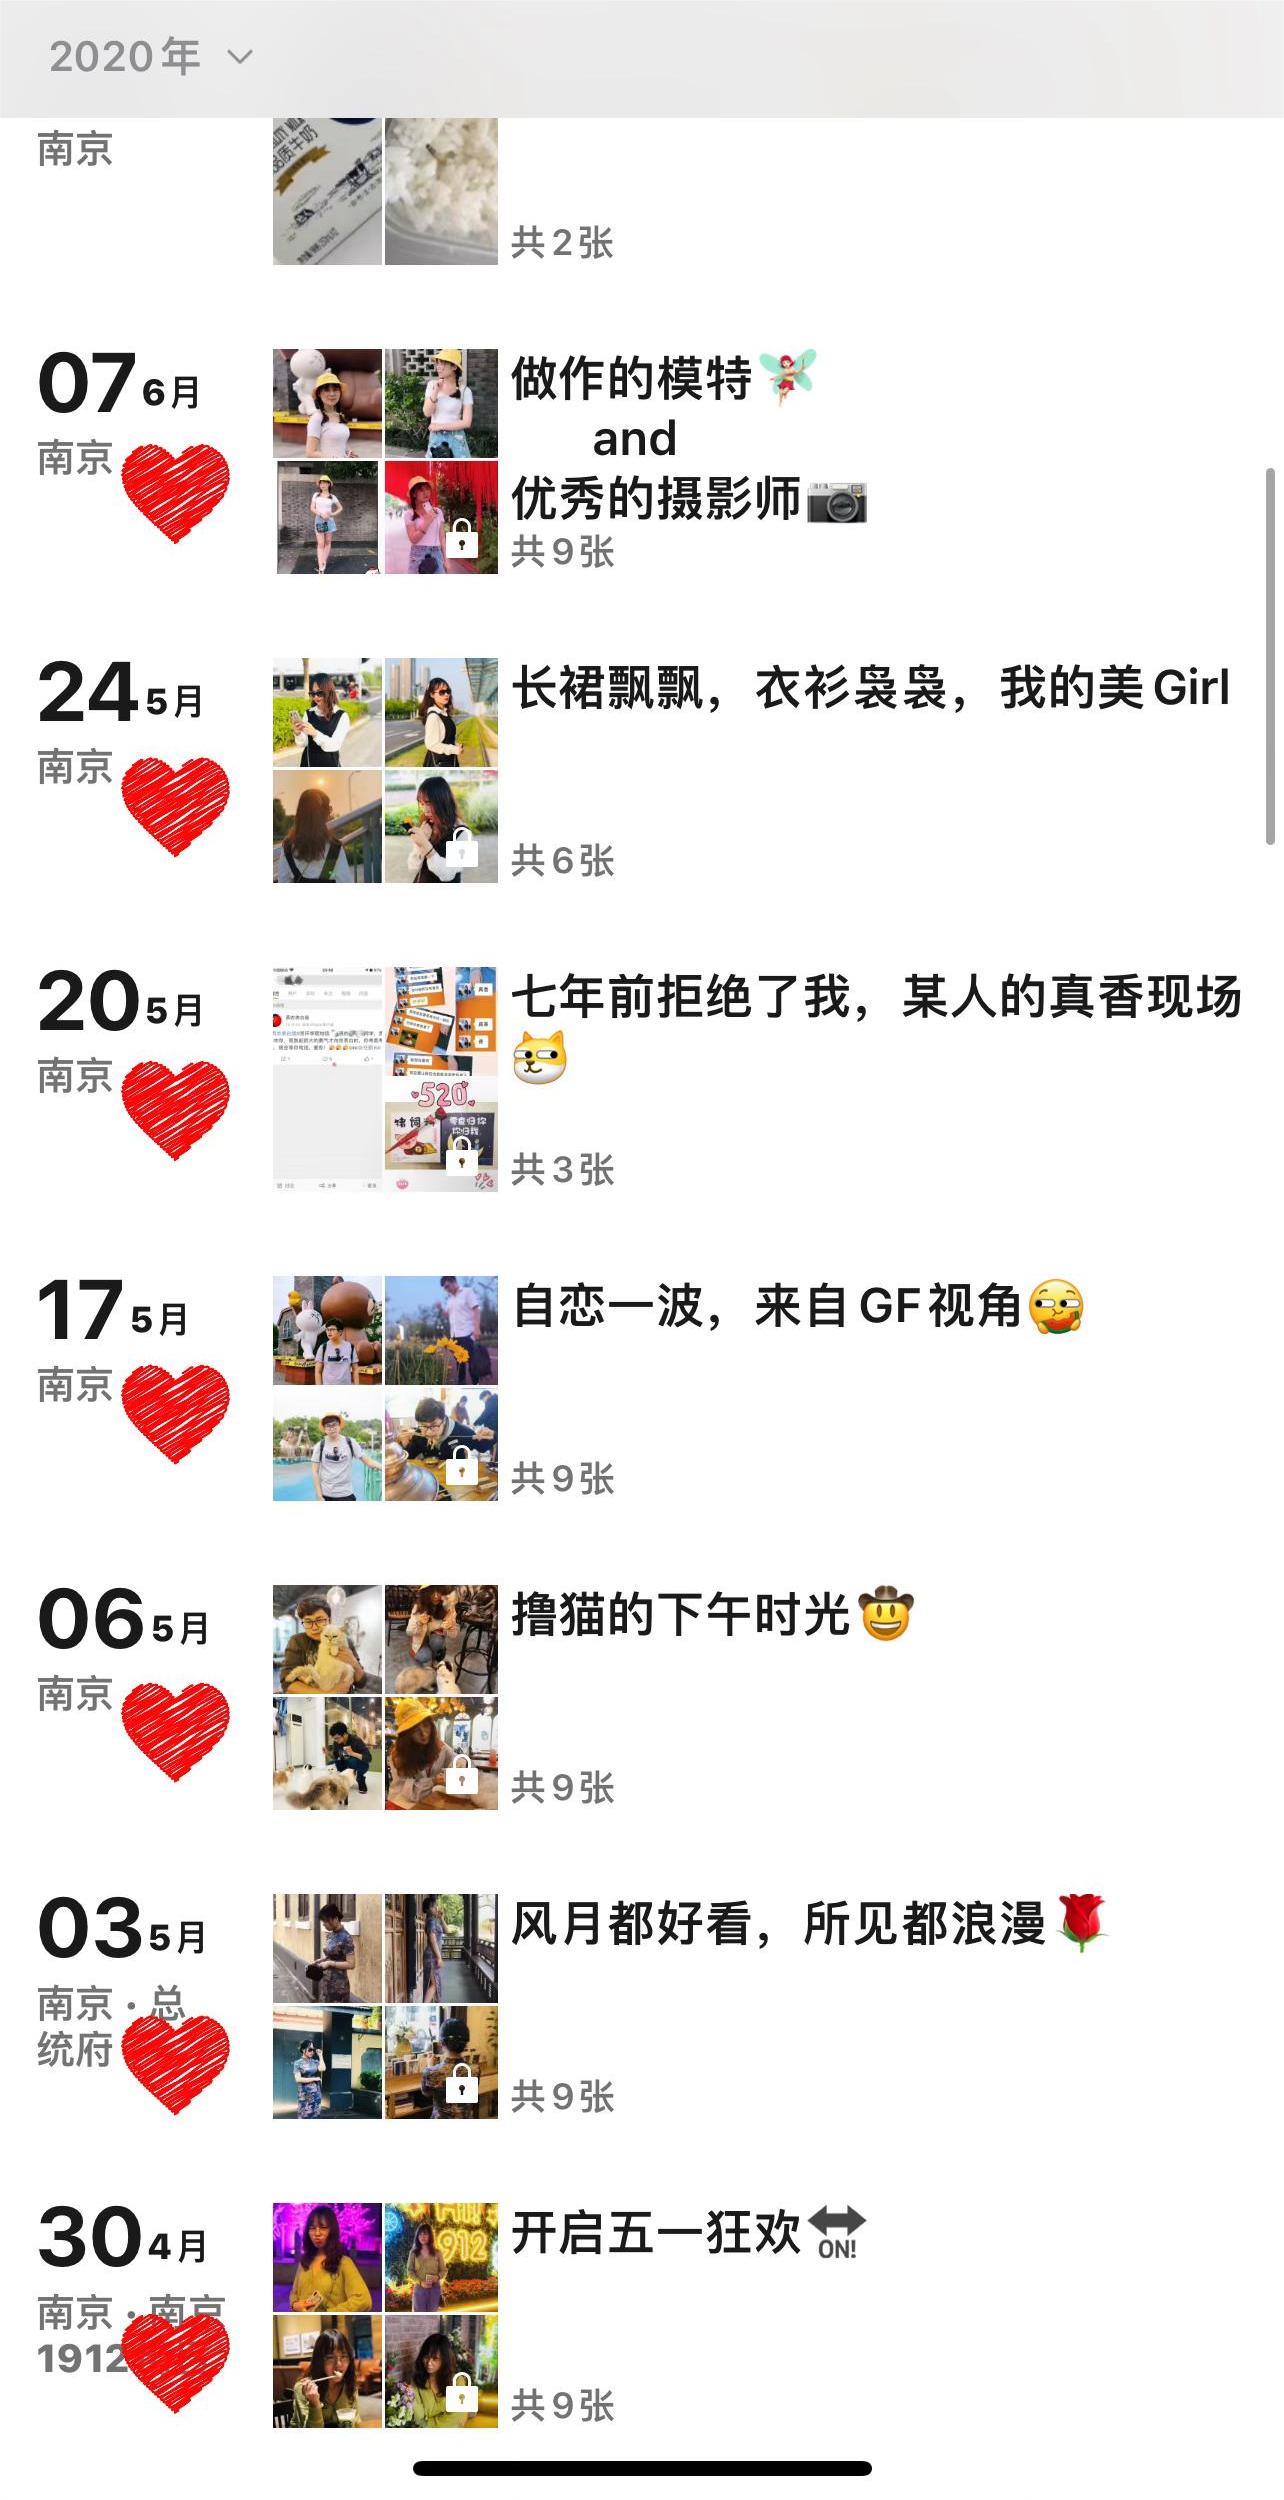 2020年
南京
品质牛奶
共2张
07 6月
南京
做作的模特
and
优秀的摄影师
共9张
24 5月
南京
长裙飘飘，衣衫袅袅，我的美Girl
共6张
20 5月
南京
七年前拒绝了我，某人的真香现场
520
共3张
17 5月
南京
自恋一波，来自GF视角
共9张
06 5月
南京
撸猫的下午时光
共9张
03 5月
南京·总
统府
风月都好看，所见都浪漫
共9张
30 4月
南京·南京
1912
912
开启五一狂欢
ON!
共9张